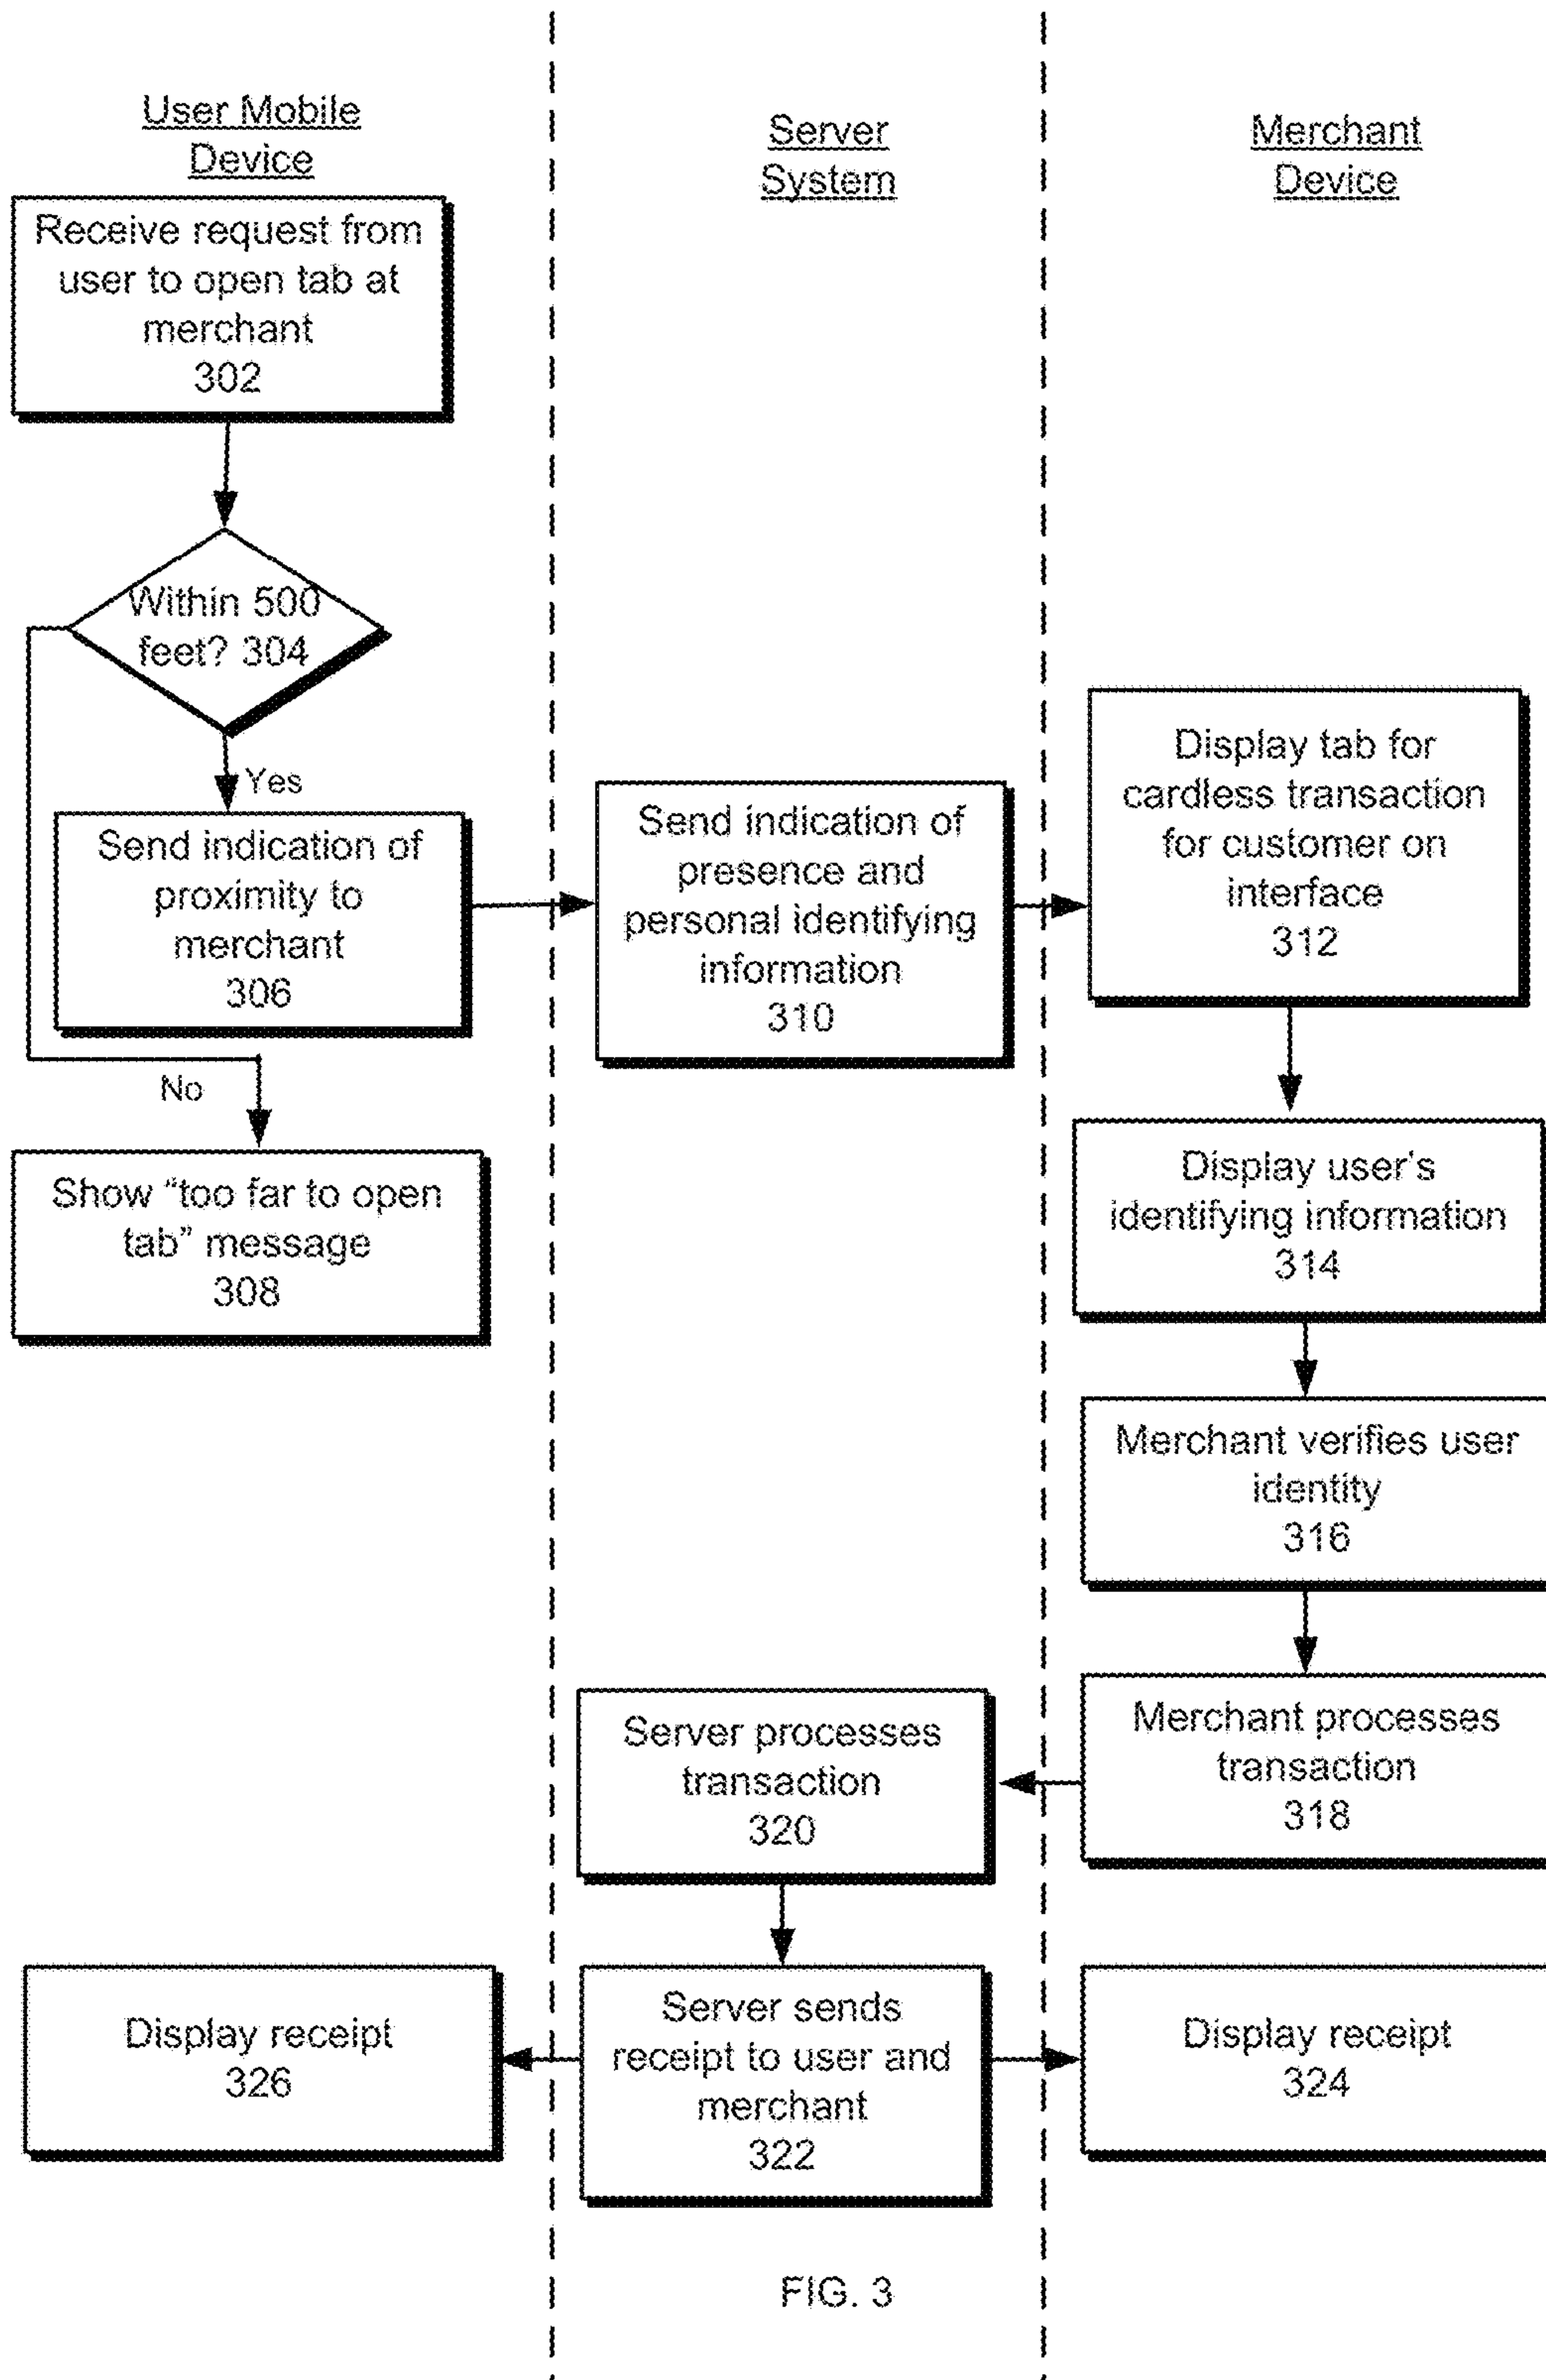 User Mobile
Device
Server
System
Merchant
Device
Receive request from
user to open tab at
merchant
302
Within 500
feet? 304
Yes
Send indication of
proximity to
merchant
306
No
Show “too far to open
tab” message
308
Send indication of
presence and
personal identifying
information
310
Display tab for
cardless transaction
for customer on
interface
312
Display user's
identifying information
314
Merchant verifies user
identity
316
Merchant processes
transaction
318
Server processes
transaction
320
Server sends
receipt to user and
merchant
322
Display receipt
326
Display receipt
324
FIG. 3